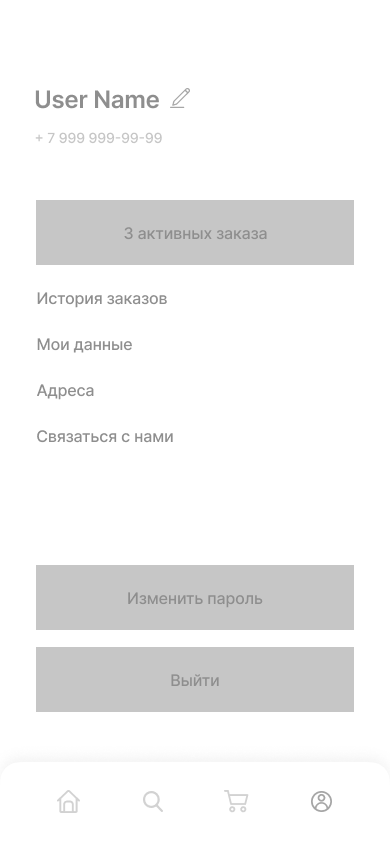 User Name
+ 7 999 999-99-99
3 активных заказа
История заказов
Мои данные
Адреса
Связаться с нами
Изменить пароль
Выйти